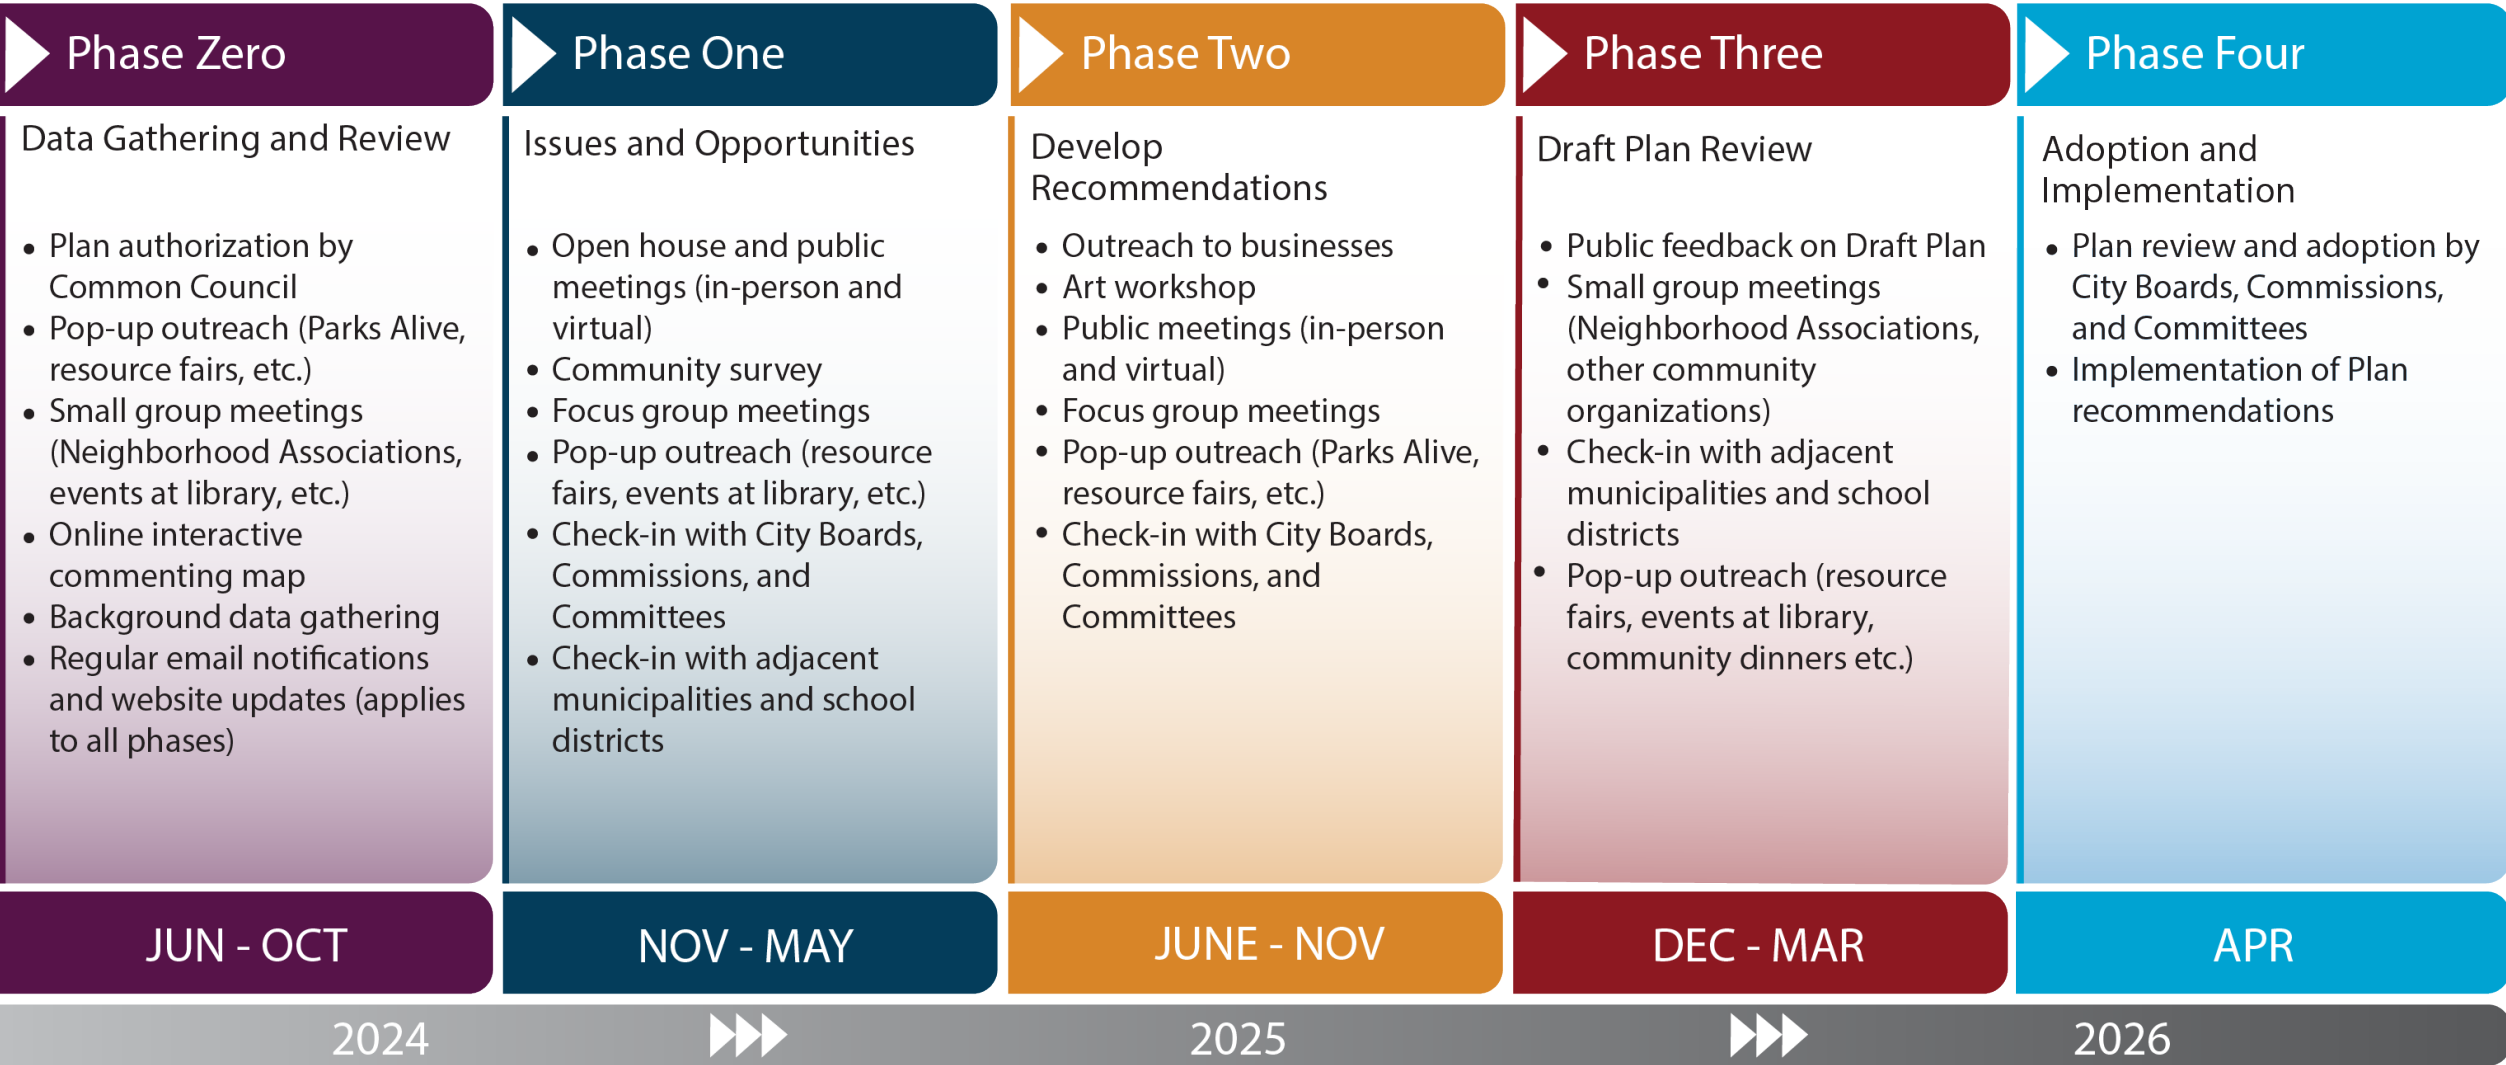 Phase Zero
Data Gathering and Review
• Plan authorization by
Common Council
• Pop-up outreach (Parks Alive,
resource fairs, etc.)
• Small group meetings
(Neighborhood Associations,
events at library, etc.)
• Online interactive
commenting map
• Background data gathering
• Regular email notifications
and website updates (applies
to all phases)
JUN - OCT
Phase One
Issues and Opportunities
• Open house and public
meetings (in-person and
virtual)
• Community survey
• Focus group meetings
• Pop-up outreach (resource
fairs, events at library, etc.)
• Check-in with City Boards,
Commissions, and
Committees
• Check-in with adjacent
municipalities and school
districts
NOV - MAY
Phase Two
Develop
Recommendations
• Outreach to businesses
• Art workshop
• Public meetings (in-person
and virtual)
• Focus group meetings
• Pop-up outreach (Parks Alive,
resource fairs, etc.)
• Check-in with City Boards,
Commissions, and
Committees
JUNE - NOV
Phase Three
Draft Plan Review
• Public feedback on Draft Plan
• Small group meetings
(Neighborhood Associations,
other community
organizations)
• Check-in with adjacent
municipalities and school
districts
• Pop-up outreach (resource
fairs, events at library,
community dinners etc.)
DEC - MAR
Phase Four
Adoption and
Implementation
• Plan review and adoption by
City Boards, Commissions,
and Committees
• Implementation of Plan
recommendations
APR
2024
2025
2026